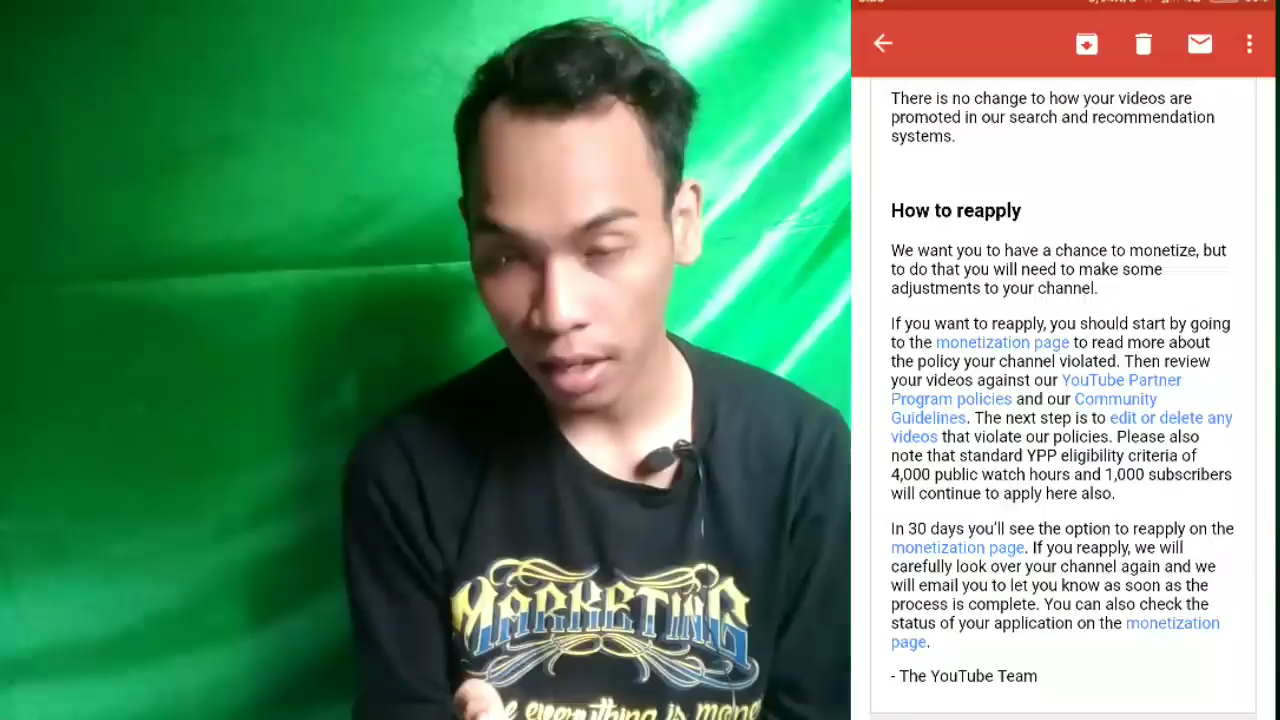 There is no change to how your videos are
promoted in our search and recommendation
systems.
How to reapply
We want you to have a chance to monetize, but
to do that you will need to make some
adjustments to your channel.
If you want to reapply, you should start by going
to the monetization page to read more about
the policy your channel violated. Then review
your videos against our YouTube Partner
Program policies and our Community
Guidelines. The next step is to edit or delete any
videos that violate our policies. Please also
note that standard YPP eligibility criteria of
4,000 public watch hours and 1,000 subscribers
will continue to apply here also.
In 30 days you'll see the option to reapply on the
monetization page. If you reapply, we will
carefully look over your channel again and we
will email you to let you know as soon as the
process is complete. You can also check the
status of your application on the monetization
page.
- The YouTube Team
MARKETING
everything is